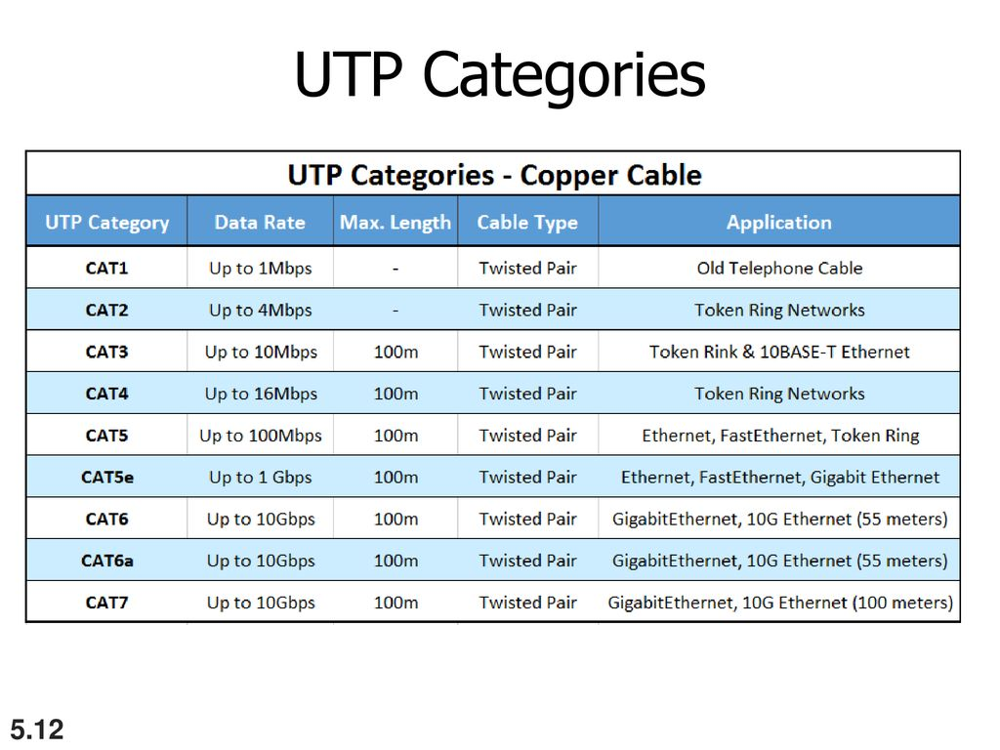 UTP Categories
UTP Categories - Copper Cable
UTP Category Data Rate Max. Length Cable Type Application
CAT1 Up to 1Mbps - Twisted Pair Old Telephone Cable
CAT2 Up to 4Mbps - Twisted Pair Token Ring Networks
CAT3 Up to 10Mbps 100m Twisted Pair Token Rink & 10BASE-T Ethernet
CAT4 Up to 16Mbps 100m Twisted Pair Token Ring Networks
CAT5 Up to 100Mbps 100m Twisted Pair Ethernet, FastEthernet, Token Ring
CAT5e Up to 1 Gbps 100m Twisted Pair Ethernet, FastEthernet, Gigabit Ethernet
CAT6 Up to 10Gbps 100m Twisted Pair GigabitEthernet, 10G Ethernet (55 meters)
CAT6a Up to 10Gbps 100m Twisted Pair GigabitEthernet, 10G Ethernet (55 meters)
CAT7 Up to 10Gbps 100m Twisted Pair GigabitEthernet, 10G Ethernet (100 meters)
5.12